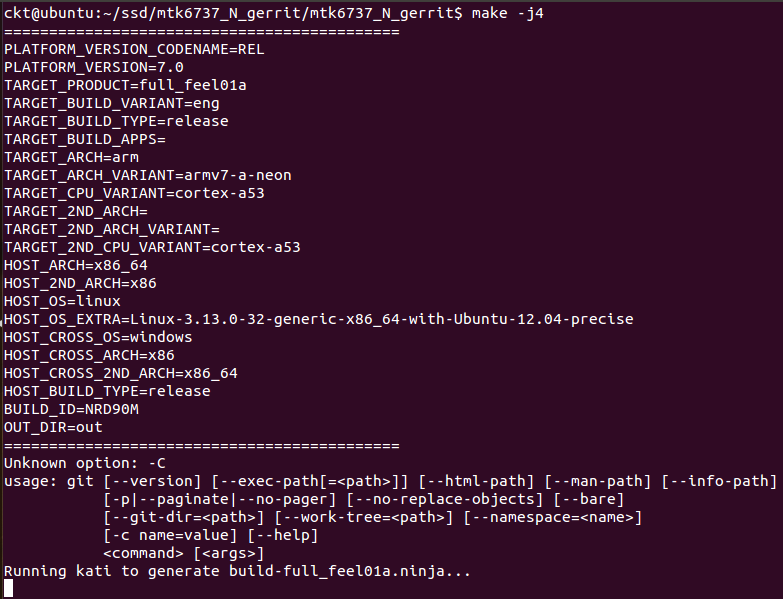 ckt@ubuntu:~/ssd/mtk6737_N_gerrit/mtk6737_N_gerrit$ make -j4
============================================
PLATFORM_VERSION_CODENAME=REL
PLATFORM_VERSION=7.0
TARGET_PRODUCT=full_feel01a
TARGET_BUILD_VARIANT=eng
TARGET_BUILD_TYPE=release
TARGET_BUILD_APPS=
TARGET_ARCH=arm
TARGET_ARCH_VARIANT=armv7-a-neon
TARGET_CPU_VARIANT=cortex-a53
TARGET_2ND_ARCH=
TARGET_2ND_ARCH_VARIANT=
TARGET_2ND_CPU_VARIANT=cortex-a53
HOST_ARCH=x86_64
HOST_2ND_ARCH=x86
HOST_OS=linux
HOST_OS_EXTRA=Linux-3.13.0-32-generic-x86_64-with-Ubuntu-12.04-precise
HOST_CROSS_OS=windows
HOST_CROSS_ARCH=x86
HOST_CROSS_2ND_ARCH=x86_64
HOST_BUILD_TYPE=release
BUILD_ID=NRD90M
OUT_DIR=out
============================================
Unknown option: -C
usage: git [--version] [--exec-path[=<path>]] [--html-path] [--man-path] [--info-path]
           [-p|--paginate|--no-pager] [--no-replace-objects] [--bare]
           [--git-dir=<path>] [--work-tree=<path>] [--namespace=<name>]
           [-c name=value] [--help]
           <command> [<args>]
Running kati to generate build-full_feel01a.ninja...